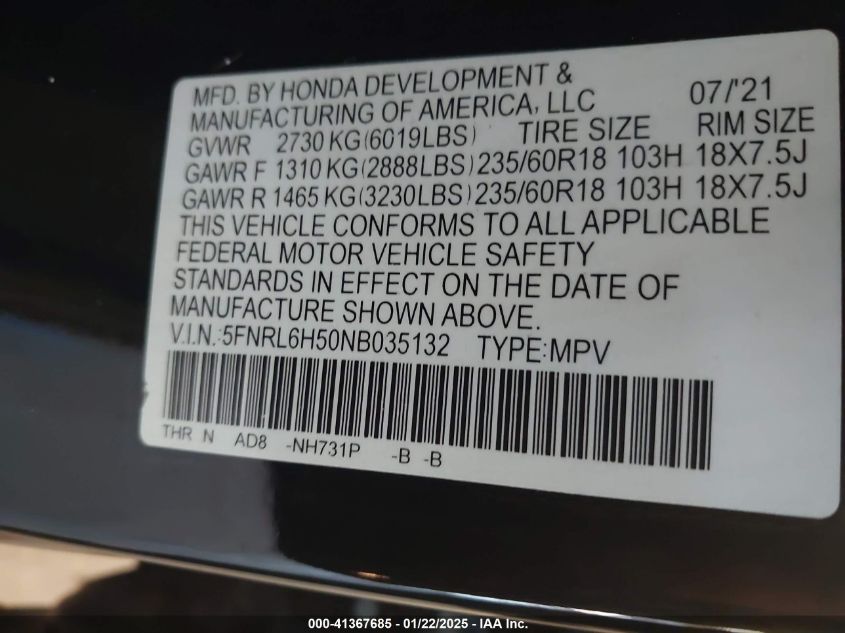 MFD. BY HONDA DEVELOPMENT &
MANUFACTURING OF AMERICA, LLC 07/'21
GVWR 2730 KG(6019LBS) TIRE SIZE RIM SIZE
GAWR F 1310 KG(2888LBS) 235/60R18 103H 18X7.5J
GAWR R 1465 KG(3230LBS) 235/60R18 103H 18X7.5J
THIS VEHICLE CONFORMS TO ALL APPLICABLE
FEDERAL MOTOR VEHICLE SAFETY
STANDARDS IN EFFECT ON THE DATE OF
MANUFACTURE SHOWN ABOVE.
V.I.N.:5FNRL6H50NB035132 TYPE:MPV
THR N AD8 -NH731P -B -B
000-41367685 - 01/22/2025 - IAA Inc.